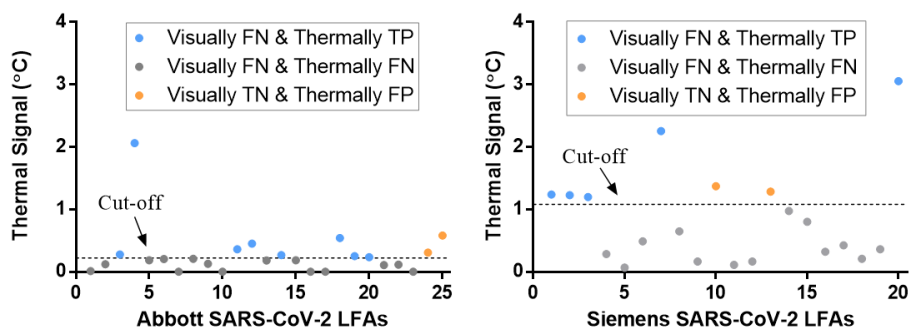 Thermal Signal (°C)
4
3
2
1
0
Visually FN & Thermally TP
Visually FN & Thermally FN
Visually TN & Thermally FP
Cut-off
0
5
10
15
20
25
Abbott SARS-CoV-2 LFAs
Thermal Signal (°C)
4
3
2
1
0
Visually FN & Thermally TP
Visually FN & Thermally FN
Visually TN & Thermally FP
Cut-off
0
5
10
15
20
Siemens SARS-CoV-2 LFAs